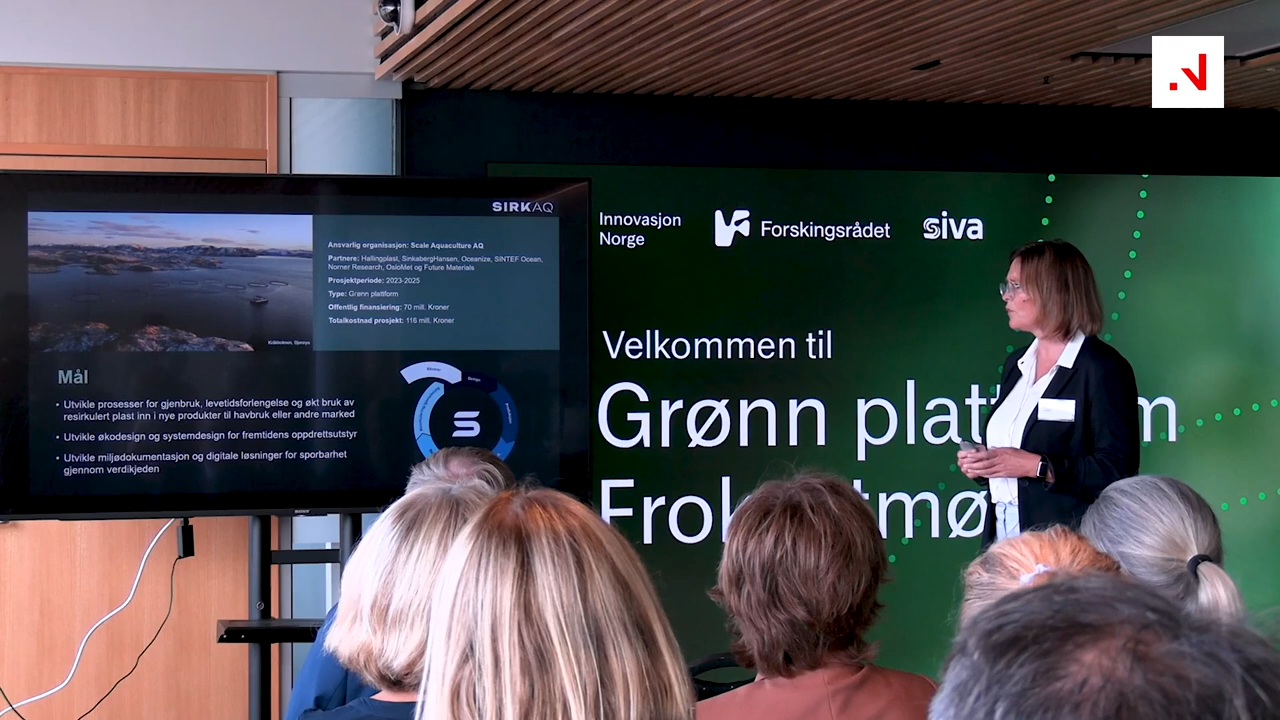 SIRKAQ
Ansvarlig organisasjon: Scale Aquaculture AQ
Partnere: Hallingplast, SinkabergHansen, Oceanize, SINTEF Ocean,
Norner Research, OsloMet og Future Materials
Prosjektperiode: 2023-2025
Type: Grønn plattform
Offentlig finansiering: 70 mill. Kroner
Totalkostnad prosjekt: 116 mill. Kroner
Mål
• Utvikle prosesser for gjenbruk, levetidsforlengelse og økt bruk av
resirkulert plast inn i nye produkter til havbruk eller andre marked
• Utvikle økodesign og systemdesign for fremtidens oppdrettsutstyr
• Utvikle miljødokumentasjon og digitale løsninger for sporbarhet
gjennom verdikjeden
Innovasjon
Norge
Forskingsrådet
siva
Velkommen til
Grønn platt m
Frok tmø